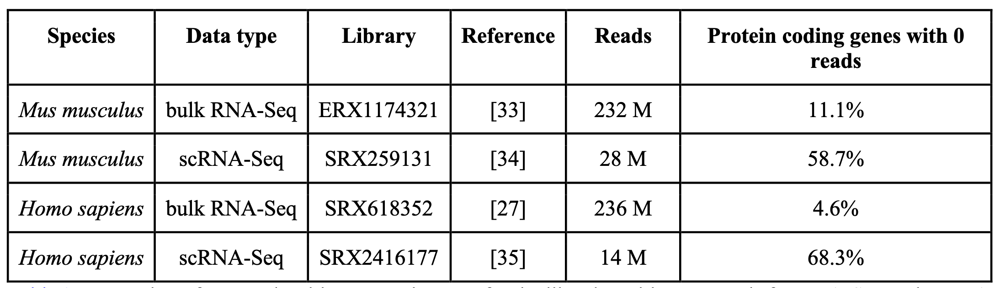 Species Data type Library Reference Reads Protein coding genes with 0
reads
Mus musculus bulk RNA-Seq ERX1174321 [33] 232 M 11.1%
Mus musculus scRNA-Seq SRX259131 [34] 28 M 58.7%
Homo sapiens bulk RNA-Seq SRX618352 [27] 236 M 4.6%
Homo sapiens scRNA-Seq SRX2416177 [35] 14 M 68.3%